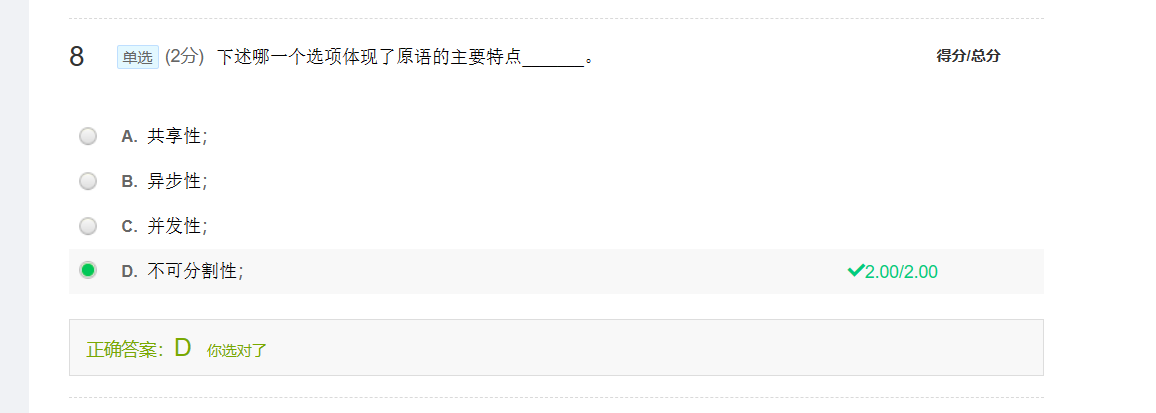 8 单选 (2分) 下述哪一个选项体现了原语的主要特点_______。 得分/总分
A. 共享性;
B. 异步性;
C. 并发性;
D. 不可分割性; 2.00/2.00
正确答案：D 你选对了